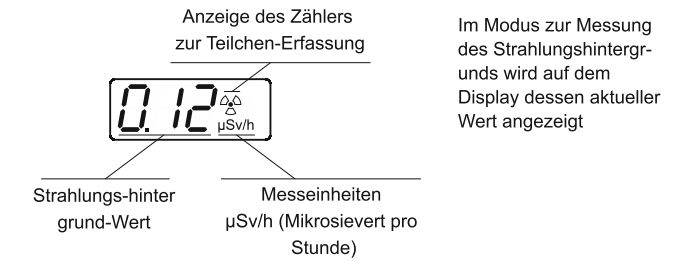 Anzeige des Zählers
zur Teilchen-Erfassung
0.12
µSv/h
Strahlungs-hinter
grund-Wert
Messeinheiten
µSv/h (Mikrosievert pro
Stunde)
Im Modus zur Messung
des Strahlungshintergr-
unds wird auf dem
Display dessen aktueller
Wert angezeigt